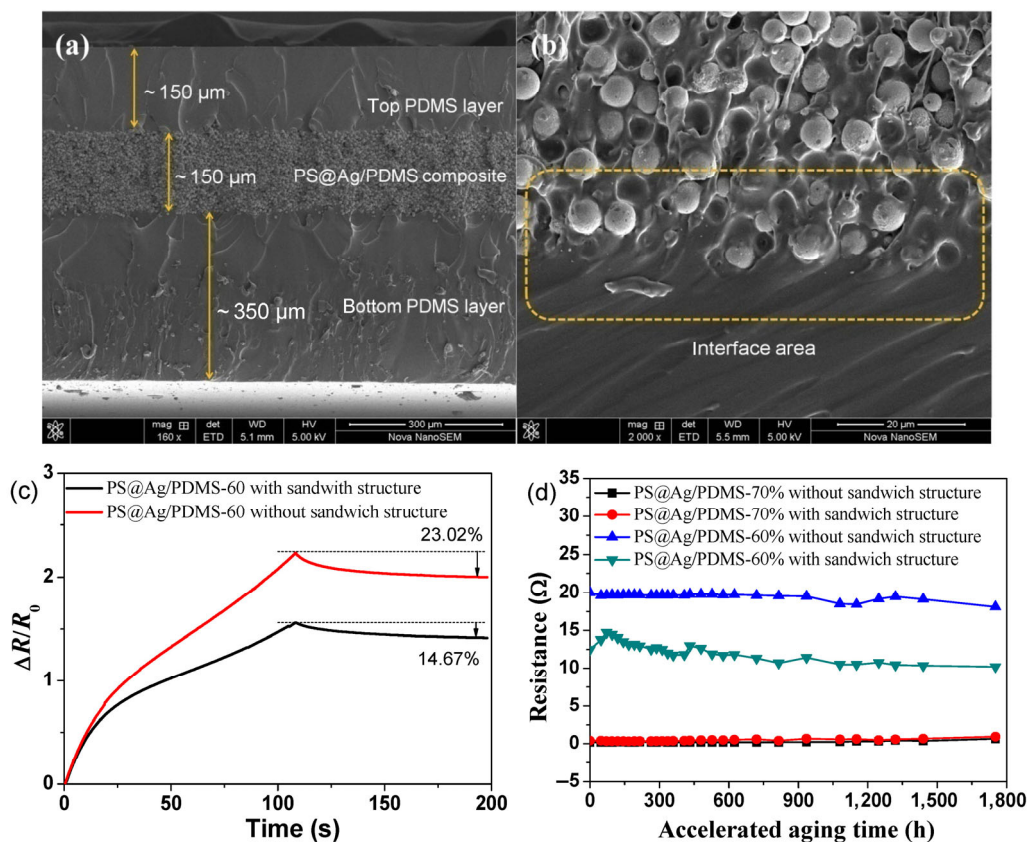 (a)
~ 150 µm
Top PDMS layer
~ 150 µm
PS@Ag/PDMS composite
~ 350 µm
Bottom PDMS layer
mag det WD HV 300 µm
160 x ETD 5.1 mm 5.00 kV Nova NanoSEM
(b)
Interface area
mag det WD HV 20 µm
2 000 x ETD 5.5 mm 5.00 kV Nova NanoSEM
(c)
PS@Ag/PDMS-60 with sandwith structure
PS@Ag/PDMS-60 without sandwich structure
23.02%
14.67%
3
2
1
0
ΔR/R0
0 50 100 150 200
Time (s)
(d)
PS@Ag/PDMS-70% without sandwich structure
PS@Ag/PDMS-70% with sandwich structure
PS@Ag/PDMS-60% without sandwich structure
PS@Ag/PDMS-60% with sandwich structure
35
30
25
20
15
10
5
0
−5
Resistance (Ω)
0 300 600 900 1,200 1,500 1,800
Accelerated aging time (h)